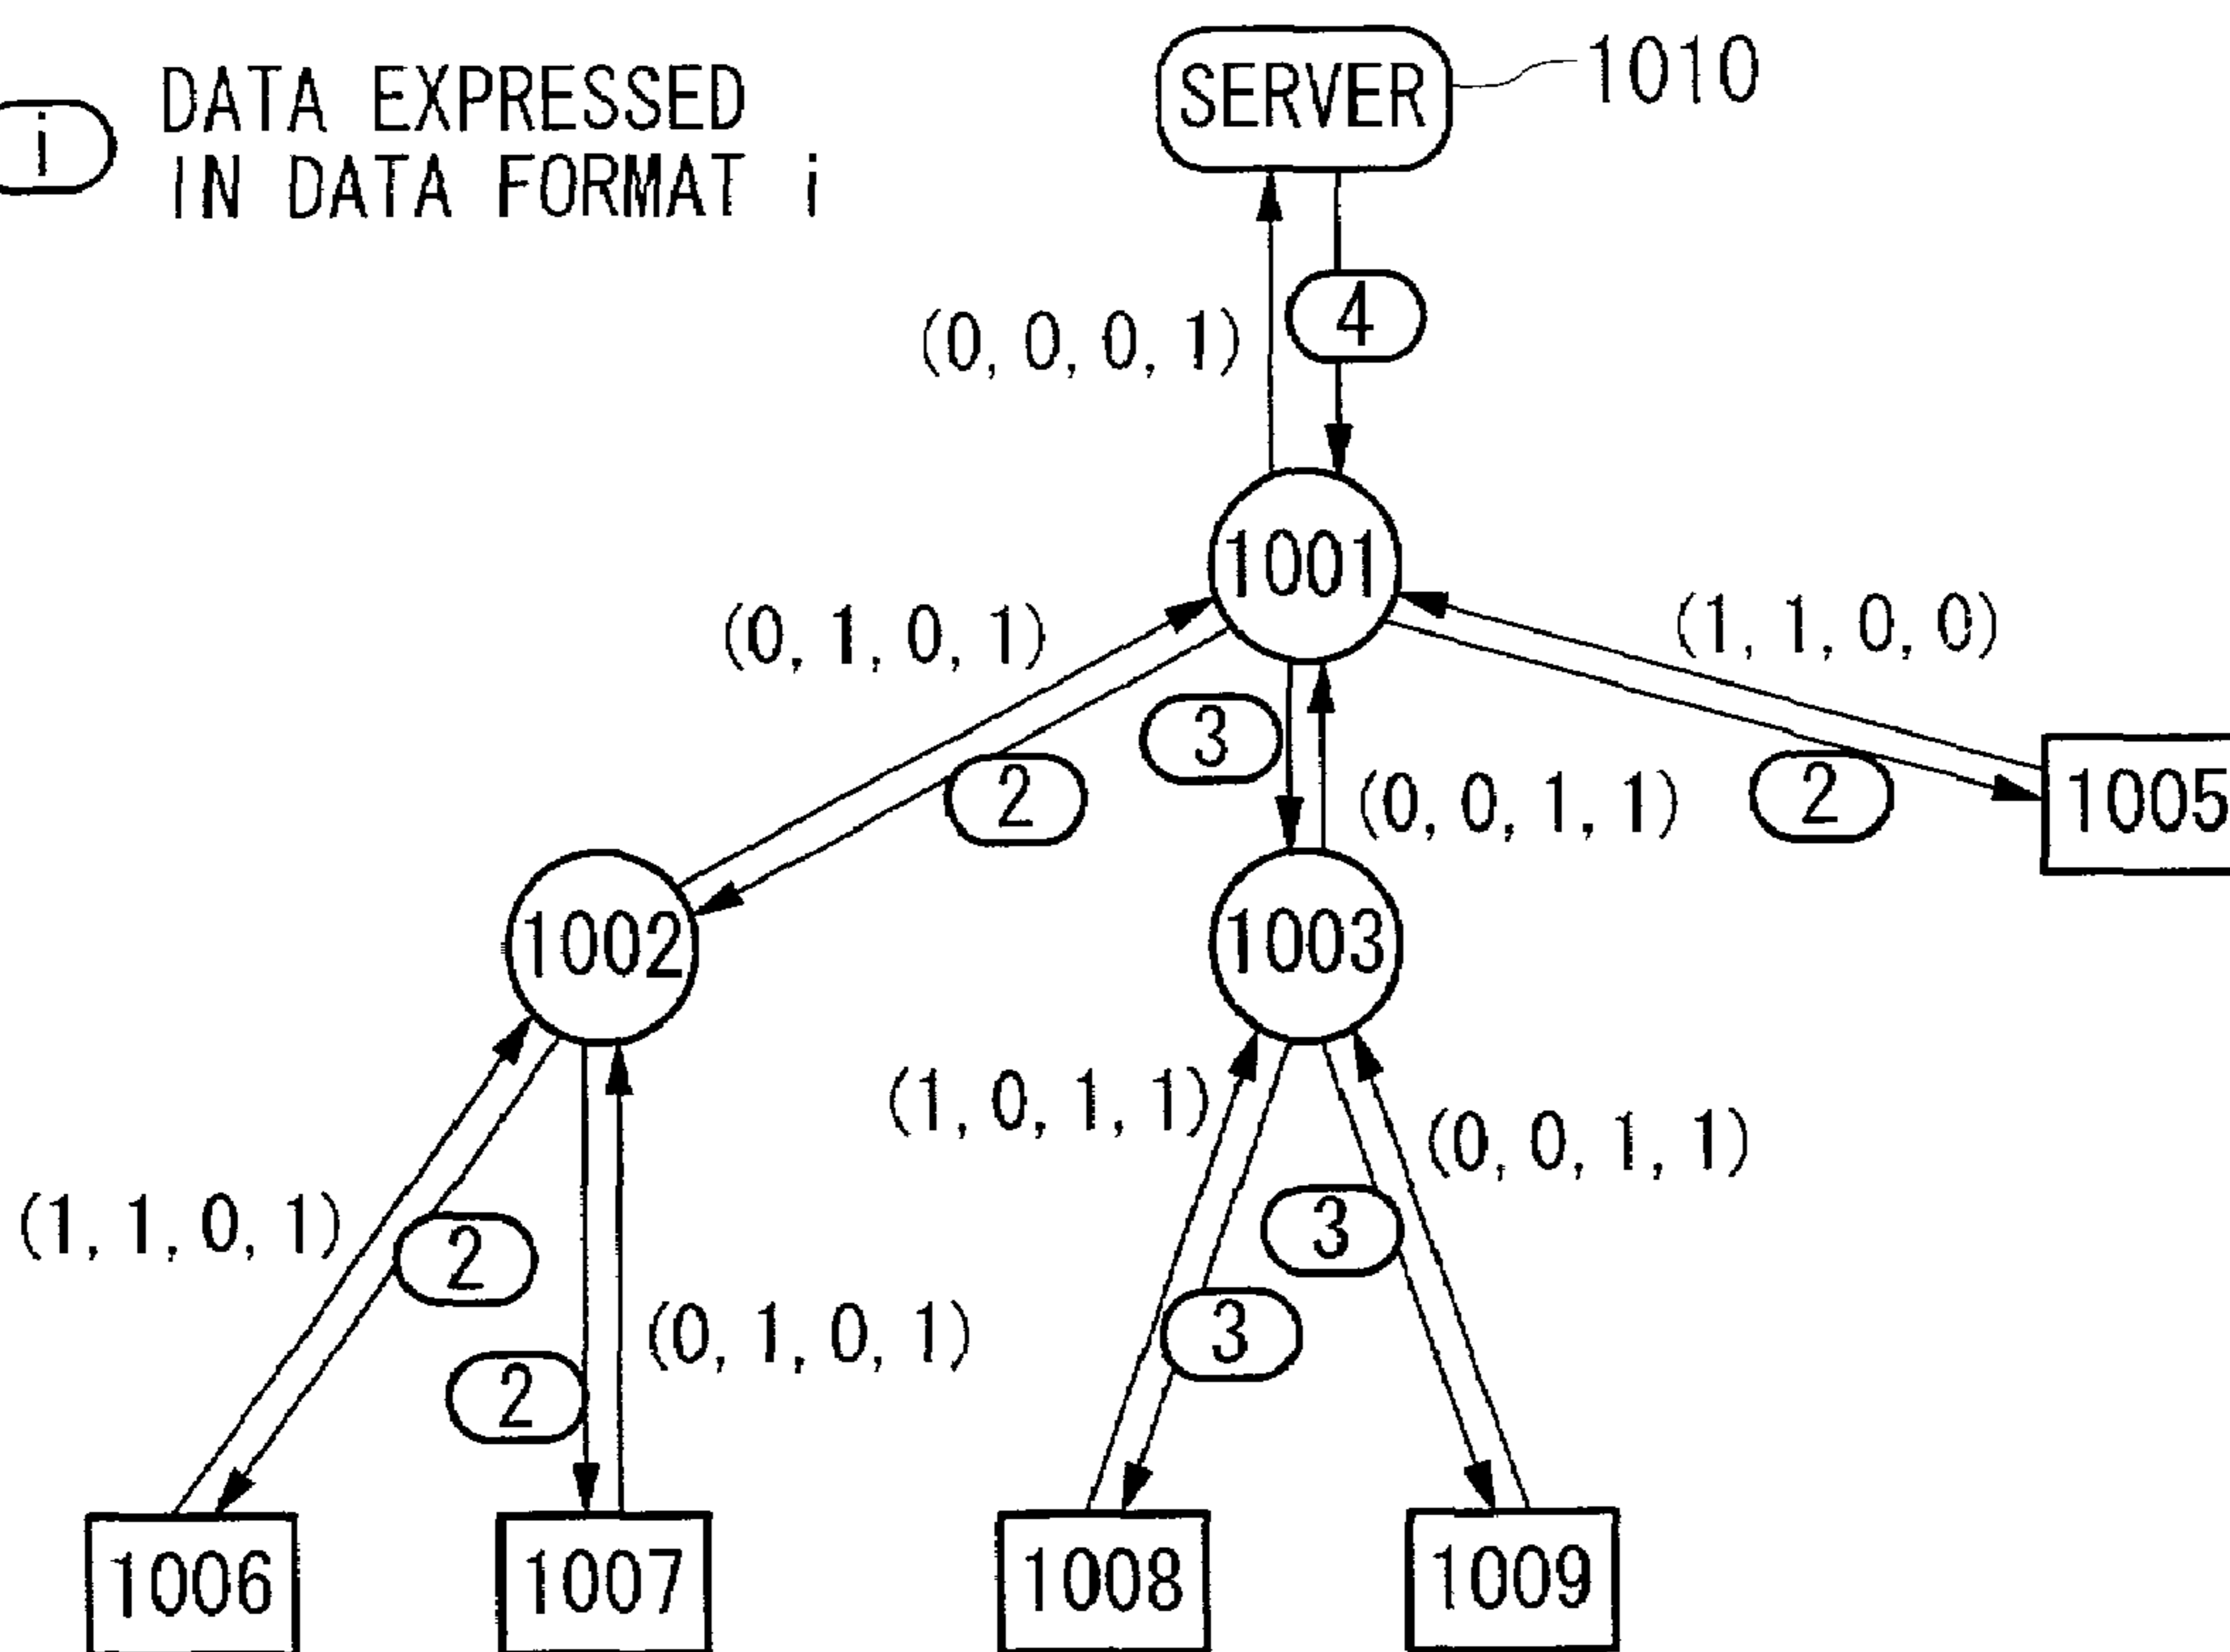 SERVER
1010
i
DATA EXPRESSED
IN DATA FORMAT i
(0, 0, 0, 1)
4
1001
(0, 1, 0, 1)
(1, 1, 0, 0)
3
2
(0, 0, 1, 1)
2
1005
1002
1003
(1, 0, 1, 1)
(0, 0, 1, 1)
(1, 1, 0, 1)
2
3
(0, 1, 0, 1)
3
2
1006
1007
1008
1009